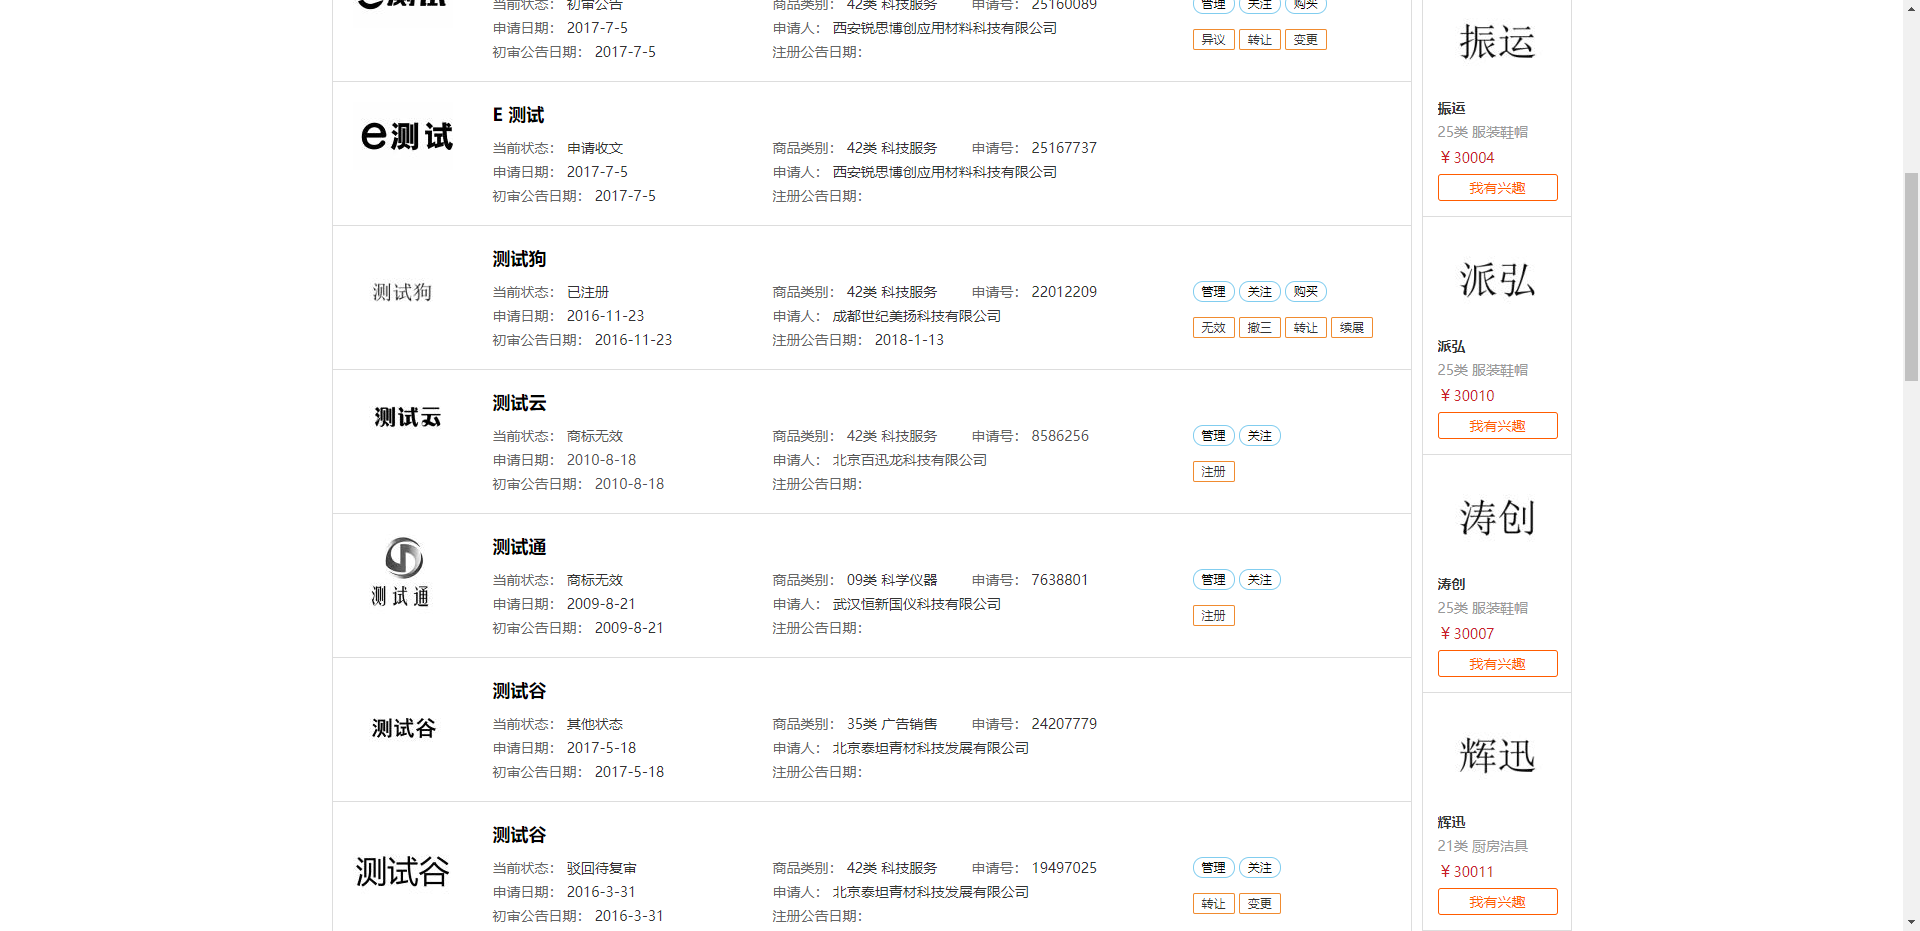 e测试
当前状态： 初审公告 商品类别： 42类 科技服务 申请号： 25160089 管理 关注 购买
申请日期： 2017-7-5 申请人： 西安锐思博创应用材料科技有限公司 异议 转让 变更
初审公告日期： 2017-7-5 注册公告日期：
e测试
E 测试
当前状态： 申请收文 商品类别： 42类 科技服务 申请号： 25167737
申请日期： 2017-7-5 申请人： 西安锐思博创应用材料科技有限公司
初审公告日期： 2017-7-5 注册公告日期：
测试狗
测试狗
当前状态： 已注册 商品类别： 42类 科技服务 申请号： 22012209 管理 关注 购买
申请日期： 2016-11-23 申请人： 成都世纪美扬科技有限公司 无效 撤三 转让 续展
初审公告日期： 2016-11-23 注册公告日期： 2018-1-13
测试云
测试云
当前状态： 商标无效 商品类别： 42类 科技服务 申请号： 8586256 管理 关注
申请日期： 2010-8-18 申请人： 北京百迅龙科技有限公司 注册
初审公告日期： 2010-8-18 注册公告日期：
测试通
测试通
当前状态： 商标无效 商品类别： 09类 科学仪器 申请号： 7638801 管理 关注
申请日期： 2009-8-21 申请人： 武汉恒新国仪科技有限公司 注册
初审公告日期： 2009-8-21 注册公告日期：
测试谷
测试谷
当前状态： 其他状态 商品类别： 35类 广告销售 申请号： 24207779
申请日期： 2017-5-18 申请人： 北京泰坦青材科技发展有限公司
初审公告日期： 2017-5-18 注册公告日期：
测试谷
测试谷
当前状态： 驳回待复审 商品类别： 42类 科技服务 申请号： 19497025 管理 关注
申请日期： 2016-3-31 申请人： 北京泰坦青材科技发展有限公司 转让 变更
初审公告日期： 2016-3-31 注册公告日期：
振运
振运
25类 服装鞋帽
￥30004
我有兴趣
派弘
派弘
25类 服装鞋帽
￥30010
我有兴趣
涛创
涛创
25类 服装鞋帽
￥30007
我有兴趣
辉迅
辉迅
21类 厨房洁具
￥30011
我有兴趣